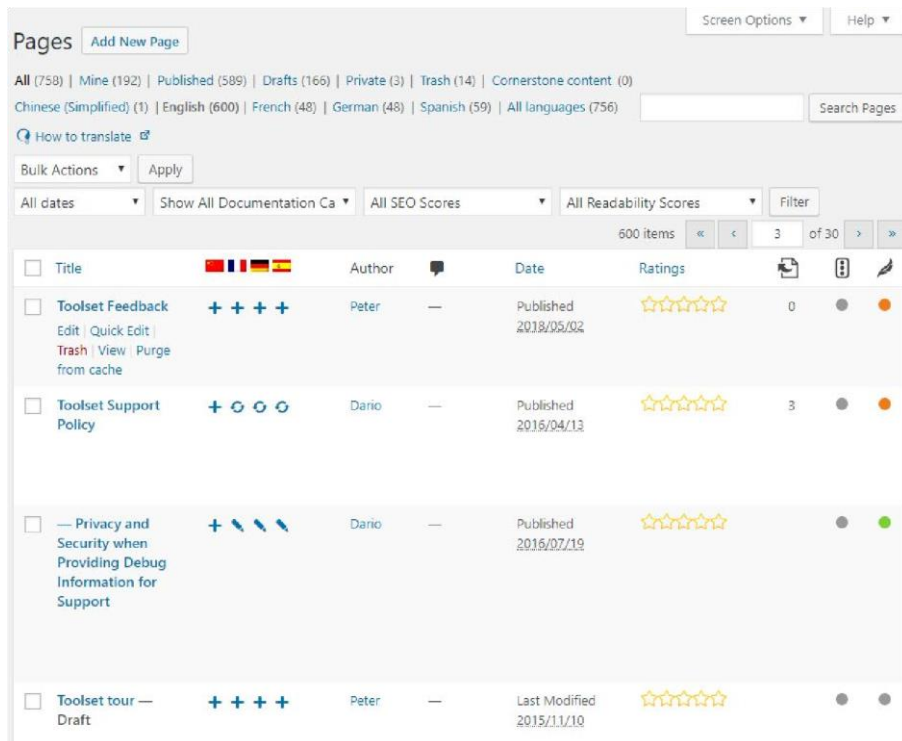 Screen Options ▼ Help ▼
Pages Add New Page
All (758) | Mine (192) | Published (589) | Drafts (166) | Private (3) | Trash (14) | Cornerstone content (0)
Chinese (Simplified) (1) | English (600) | French (48) | German (48) | Spanish (59) | All languages (756) Search Pages
How to translate
Bulk Actions ▼ Apply
All dates ▼ Show All Documentation Ca ▼ All SEO Scores ▼ All Readability Scores ▼ Filter
600 items « ‹ 3 of 30 › »
Title Author Date Ratings
Toolset Feedback + + + + Peter — Published 0
Edit | Quick Edit | 2018/05/02
Trash | View | Purge
from cache
Toolset Support + Dario — Published 3
Policy 2016/04/13
— Privacy and + Dario — Published
Security when 2016/07/19
Providing Debug
Information for
Support
Toolset tour — + + + + Peter — Last Modified
Draft 2015/11/10